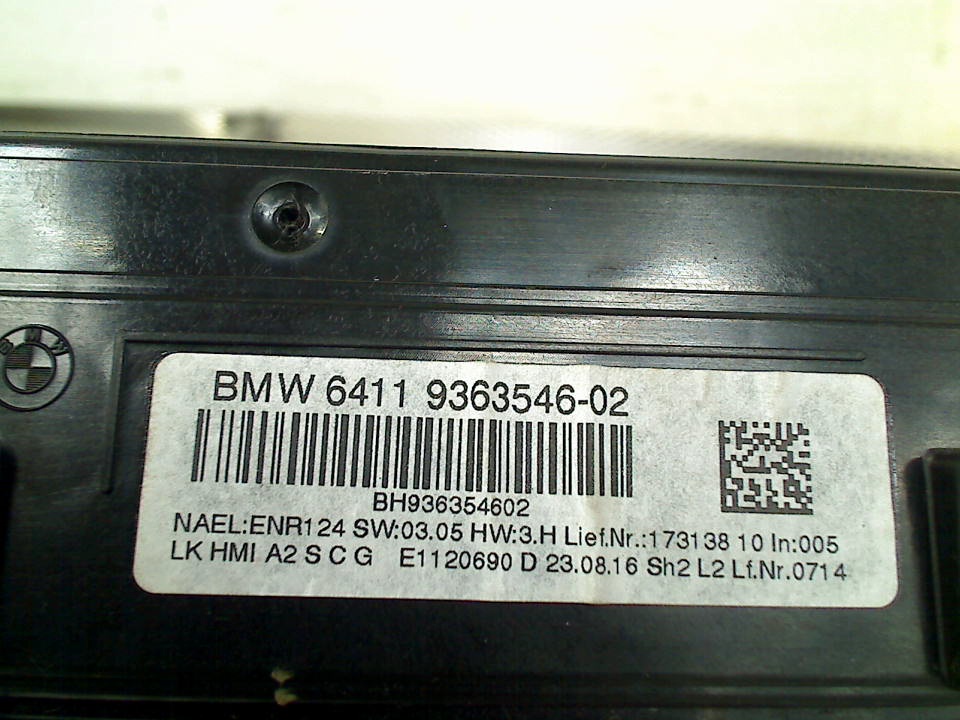 BMW
BMW 6411 9363546-02
BH936354602
NAEL:ENR124 SW:03.05 HW:3.H Lief.Nr.:173138 10 In:005
LK HMI A2 S C G E1120690 D 23.08.16 Sh2 L2 Lf.Nr.0714